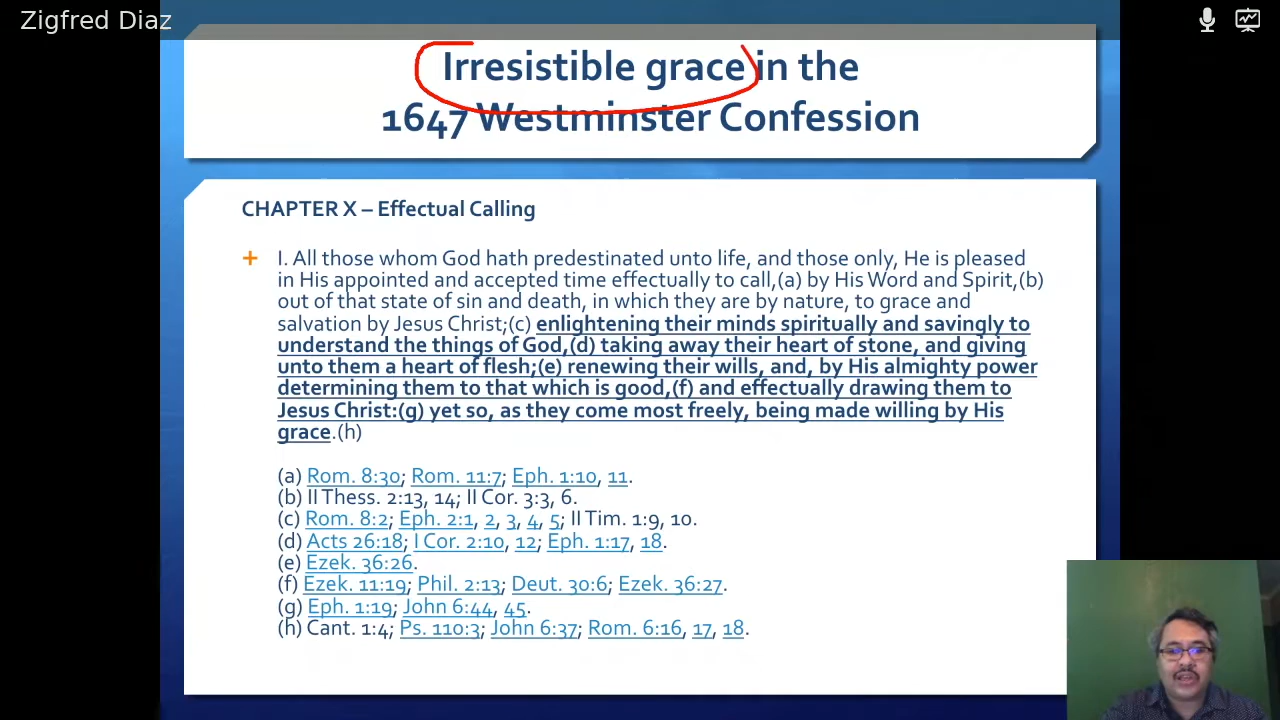 Zigfred Diaz
Irresistible grace in the
1647 Westminster Confession
CHAPTER X – Effectual Calling
I. All those whom God hath predestinated unto life, and those only, He is pleased
in His appointed and accepted time effectually to call,(a) by His Word and Spirit,(b)
out of that state of sin and death, in which they are by nature, to grace and
salvation by Jesus Christ;(c) enlightening their minds spiritually and savingly to
understand the things of God,(d) taking away their heart of stone, and giving
unto them a heart of flesh;(e) renewing their wills, and, by His almighty power
determining them to that which is good,(f) and effectually drawing them to
Jesus Christ:(g) yet so, as they come most freely, being made willing by His
grace.(h)
(a) Rom. 8:30; Rom. 11:7; Eph. 1:10, 11.
(b) II Thess. 2:13, 14; II Cor. 3:3, 6.
(c) Rom. 8:2; Eph. 2:1, 2, 3, 4, 5; II Tim. 1:9, 10.
(d) Acts 26:18; I Cor. 2:10, 12; Eph. 1:17, 18.
(e) Ezek. 36:26.
(f) Ezek. 11:19; Phil. 2:13; Deut. 30:6; Ezek. 36:27.
(g) Eph. 1:19; John 6:44, 45.
(h) Cant. 1:4; Ps. 110:3; John 6:37; Rom. 6:16, 17, 18.